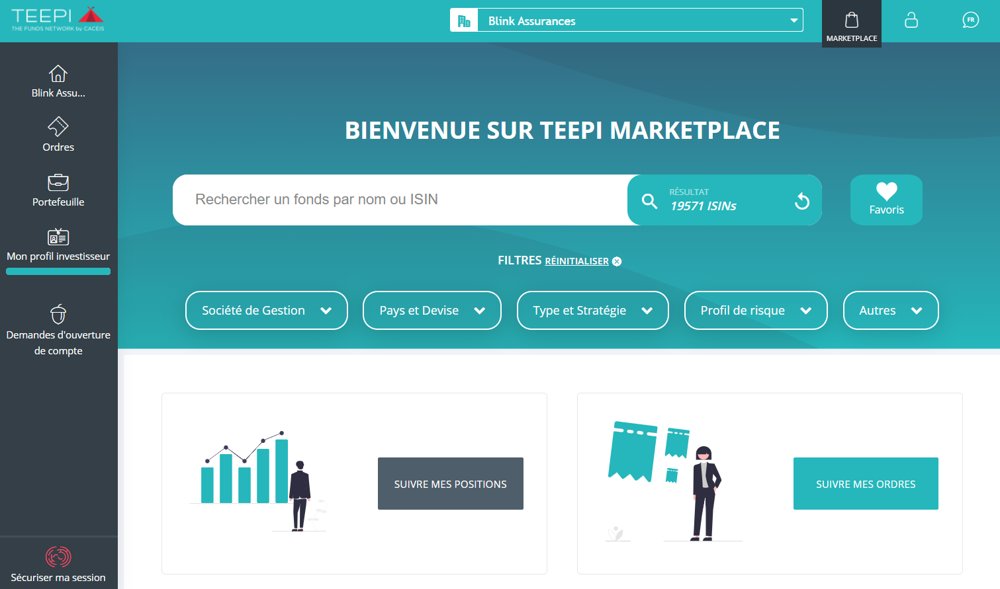 TEEPI
THE FUNDS NETWORK by CACEIS
Blink Assurances
MARKETPLACE
FR
Blink Assu...
Ordres
Portefeuille
Mon profil investisseur
Demandes d'ouverture
de compte
Sécuriser ma session
BIENVENUE SUR TEEPI MARKETPLACE
Rechercher un fonds par nom ou ISIN
RÉSULTAT
19571 ISINs
Favoris
FILTRES RÉINITIALISER
Société de Gestion
Pays et Devise
Type et Stratégie
Profil de risque
Autres
SUIVRE MES POSITIONS
SUIVRE MES ORDRES